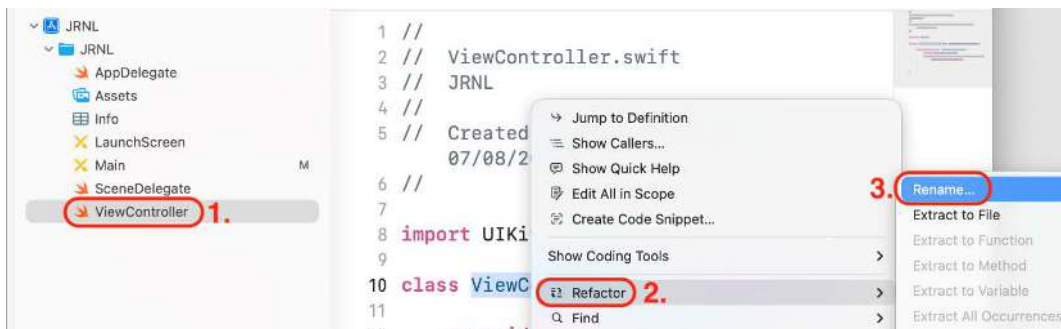 JRNL
JRNL
AppDelegate
Assets
Info
LaunchScreen
Main M
SceneDelegate
ViewController 1.
1 //
2 // ViewController.swift
3 // JRNL
4 //
5 // Created
07/08/2
6 //
7
8 import UIKi
9
10 class ViewC
11
Jump to Definition
Show Callers...
Show Quick Help
Edit All in Scope
Create Code Snippet...
Show Coding Tools >
Refactor 2. >
Find >
3. Rename...
Extract to File
Extract to Function
Extract to Method
Extract to Variable
Extract All Occurrences